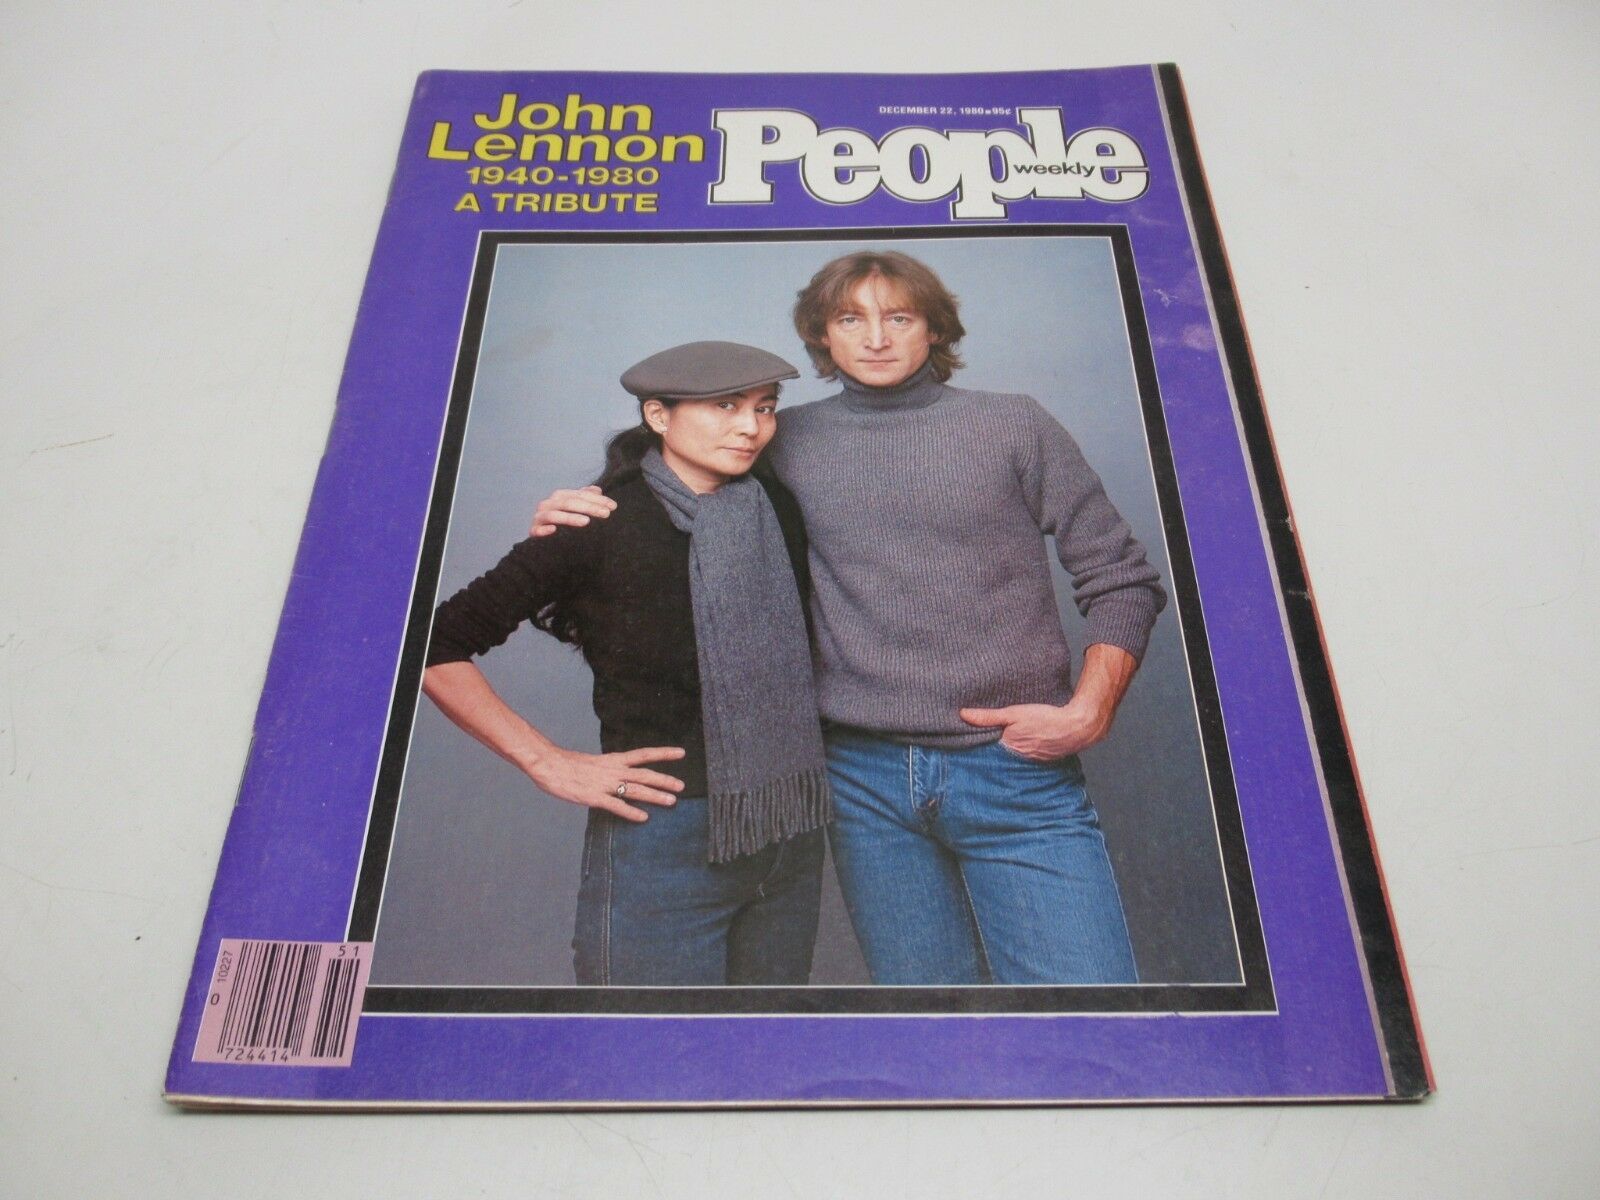 John
Lennon
1940-1980
A TRIBUTE
DECEMBER 22, 1980 ■ 95¢
People
weekly
51
0
10227
724414